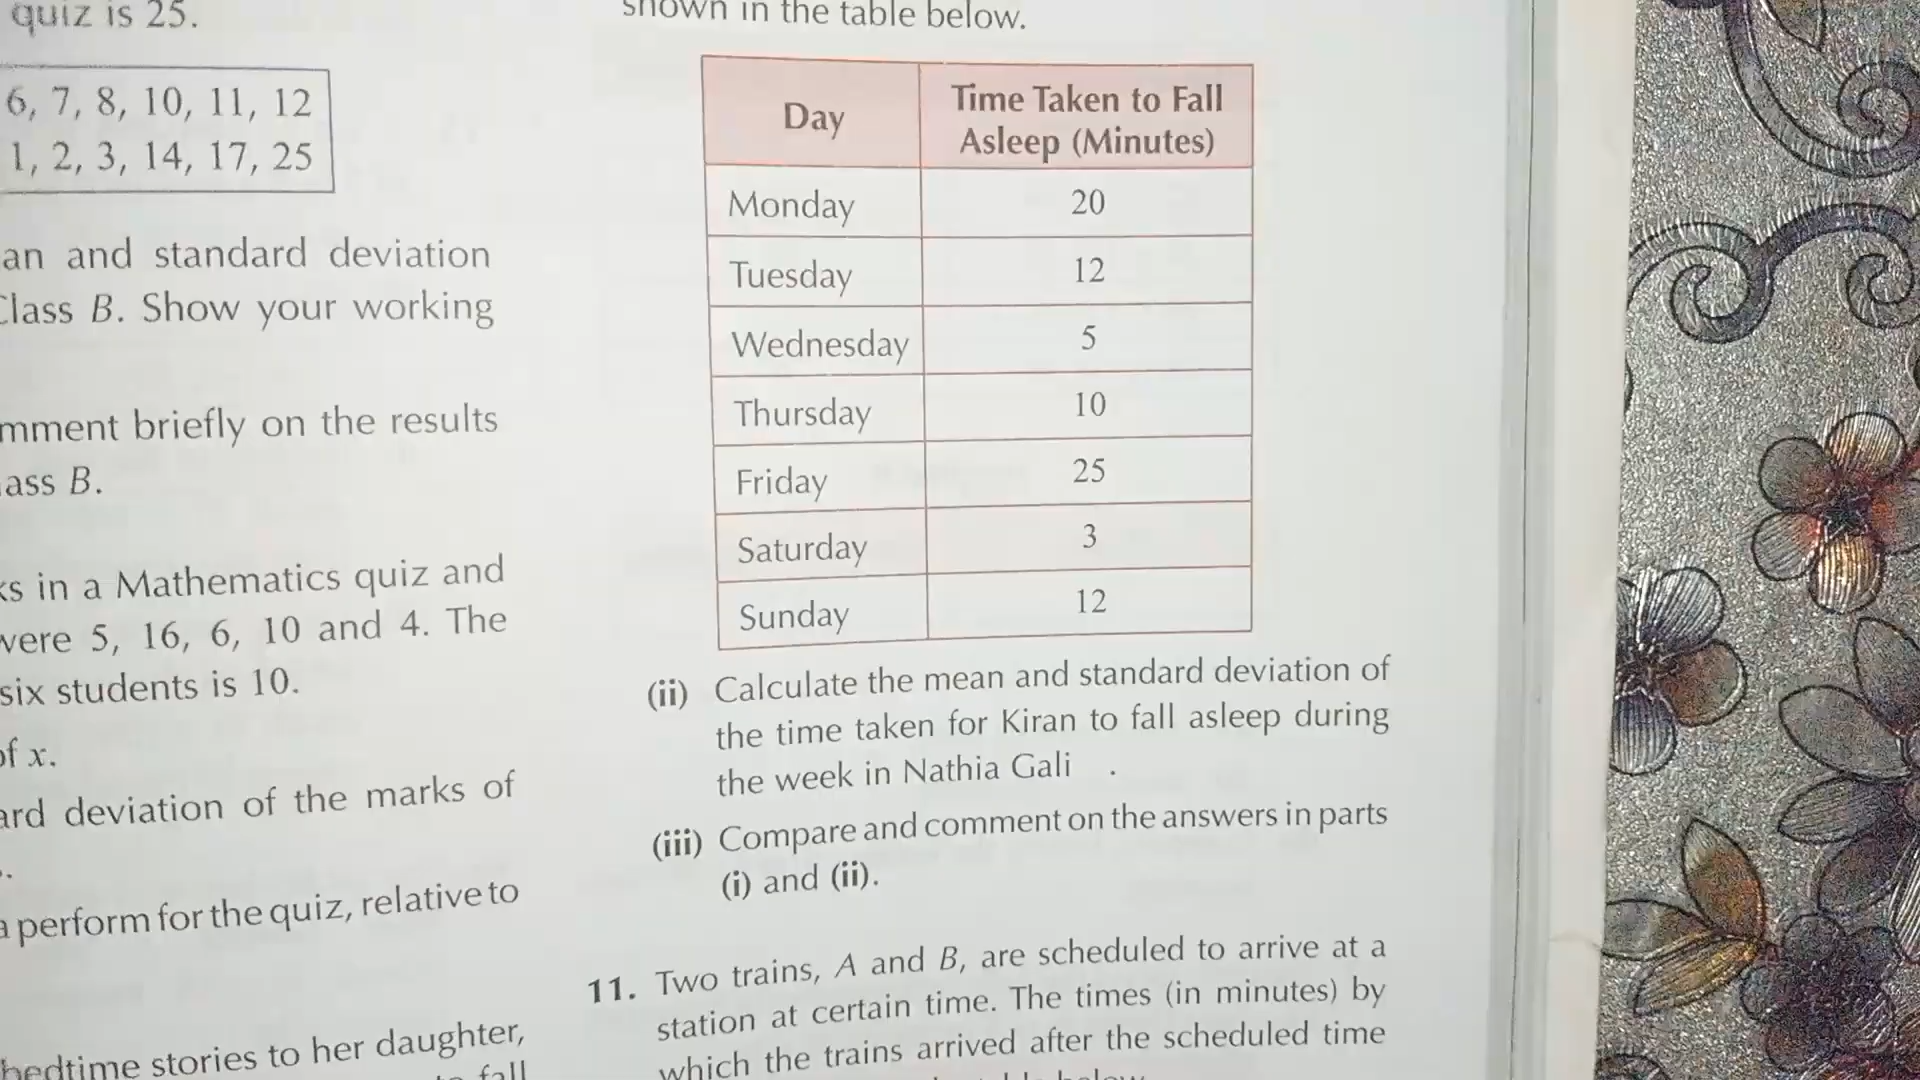 quiz is 25.
6, 7, 8, 10, 11, 12
1, 2, 3, 14, 17, 25
an and standard deviation
Class B. Show your working
mment briefly on the results
ass B.
s in a Mathematics quiz and
were 5, 16, 6, 10 and 4. The
six students is 10.
of x.
ard deviation of the marks of
.
a perform for the quiz, relative to
bedtime stories to her daughter,
fall
shown in the table below.
Day Time Taken to Fall
Asleep (Minutes)
Monday 20
Tuesday 12
Wednesday 5
Thursday 10
Friday 25
Saturday 3
Sunday 12
(ii) Calculate the mean and standard deviation of
the time taken for Kiran to fall asleep during
the week in Nathia Gali .
(iii) Compare and comment on the answers in parts
(i) and (ii).
11. Two trains, A and B, are scheduled to arrive at a
station at certain time. The times (in minutes) by
which the trains arrived after the scheduled time
below